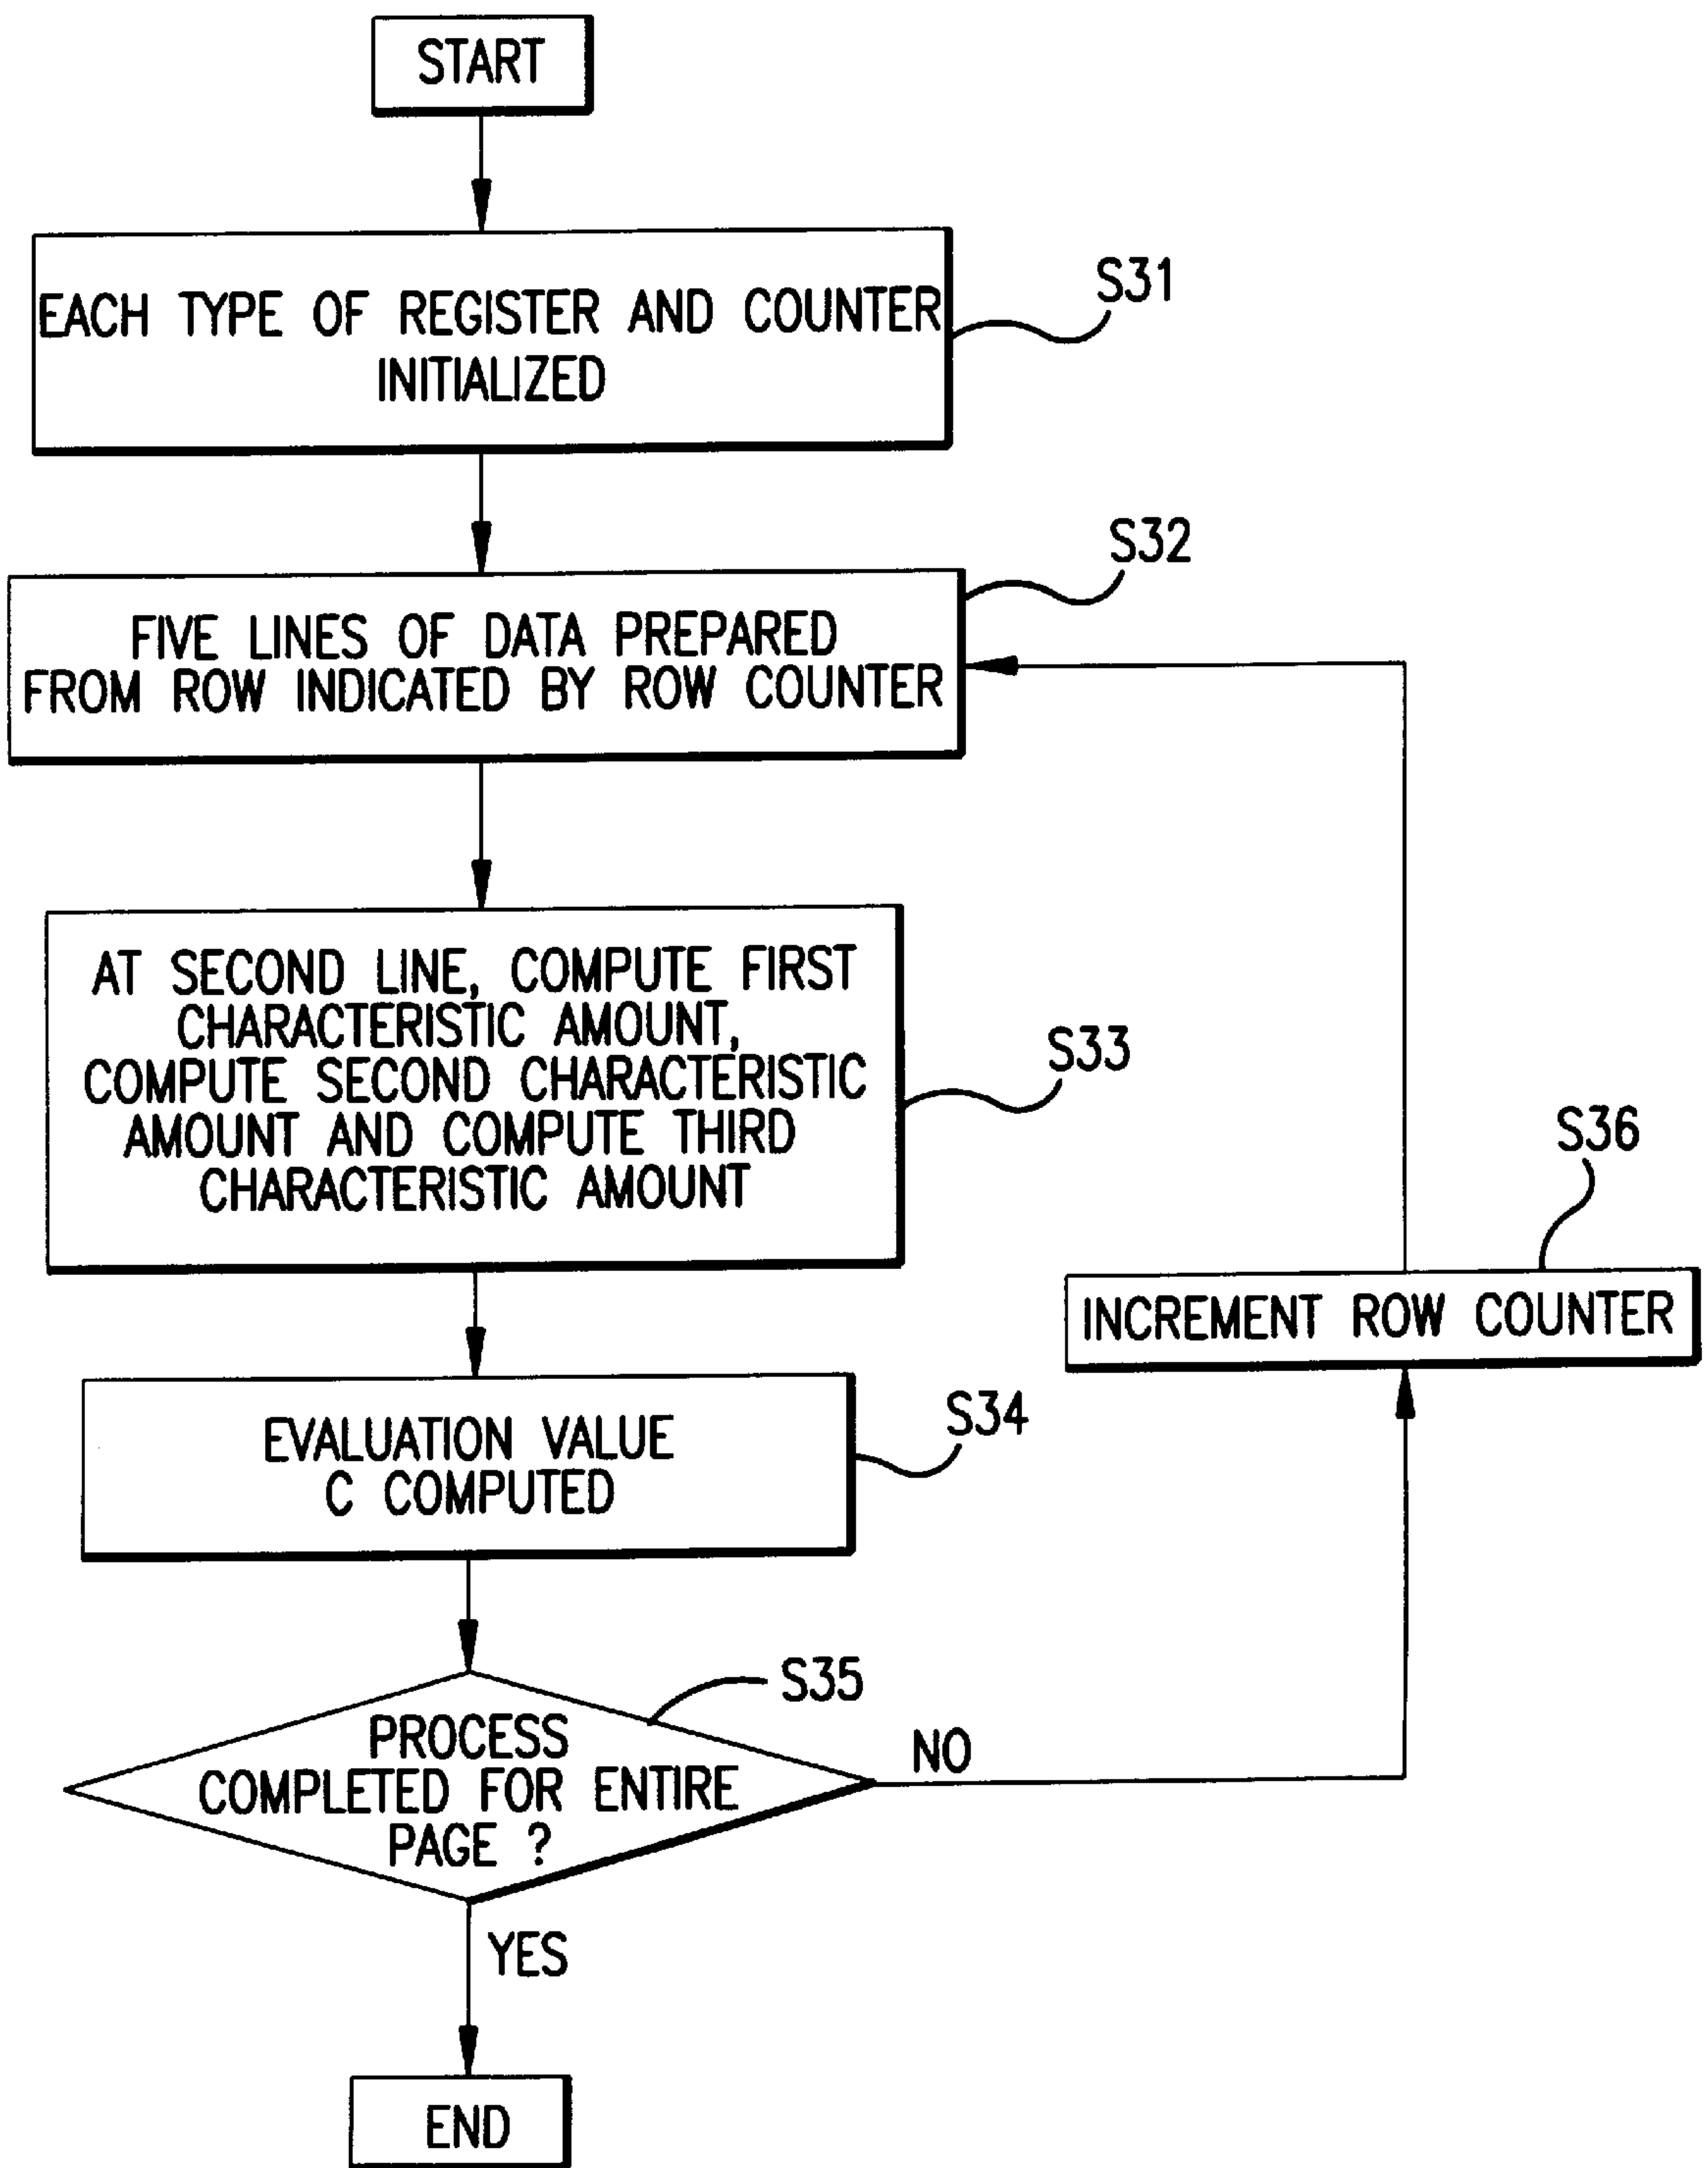 START
EACH TYPE OF REGISTER AND COUNTER
INITIALIZED
S31
FIVE LINES OF DATA PREPARED
FROM ROW INDICATED BY ROW COUNTER
S32
AT SECOND LINE, COMPUTE FIRST
CHARACTERISTIC AMOUNT,
COMPUTE SECOND CHARACTERISTIC
AMOUNT AND COMPUTE THIRD
CHARACTERISTIC AMOUNT
S33
EVALUATION VALUE
C COMPUTED
S34
PROCESS
COMPLETED FOR ENTIRE
PAGE ?
S35
NO
INCREMENT ROW COUNTER
S36
YES
END